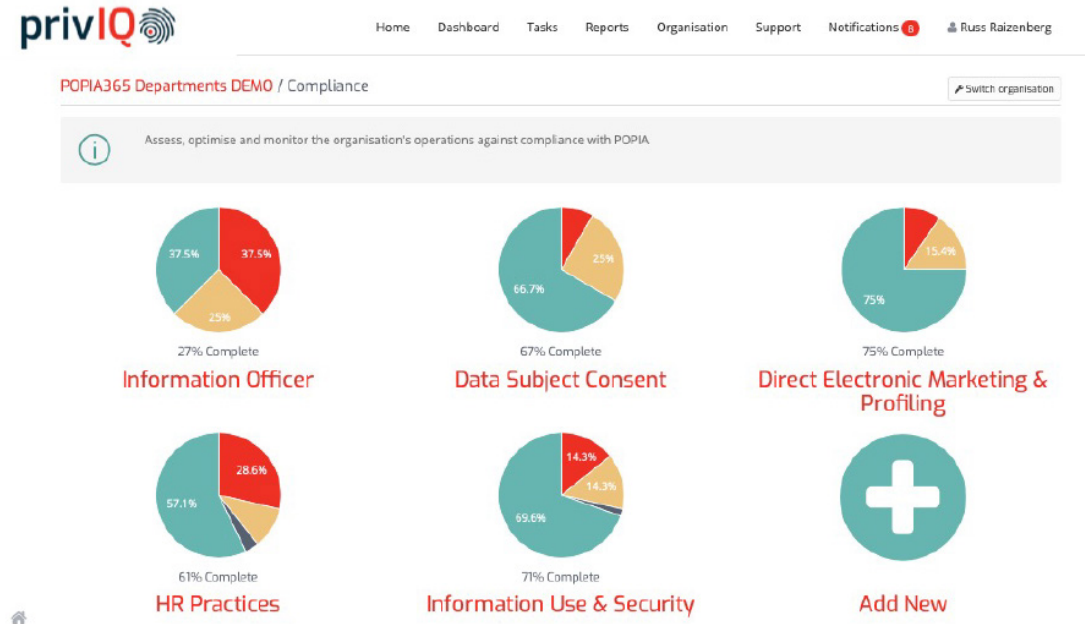 privIQ
Home Dashboard Tasks Reports Organisation Support Notifications 8 Russ Raizenberg
POPIA365 Departments DEMO / Compliance
Switch organisation
Assess, optimise and monitor the organisation's operations against compliance with POPIA
37.5% 37.5%
25%
27% Complete
Information Officer
25%
66.7%
67% Complete
Data Subject Consent
15.4%
75%
75% Complete
Direct Electronic Marketing &
Profiling
28.6%
57.1%
61% Complete
HR Practices
14.3%
14.3%
69.6%
71% Complete
Information Use & Security
Add New